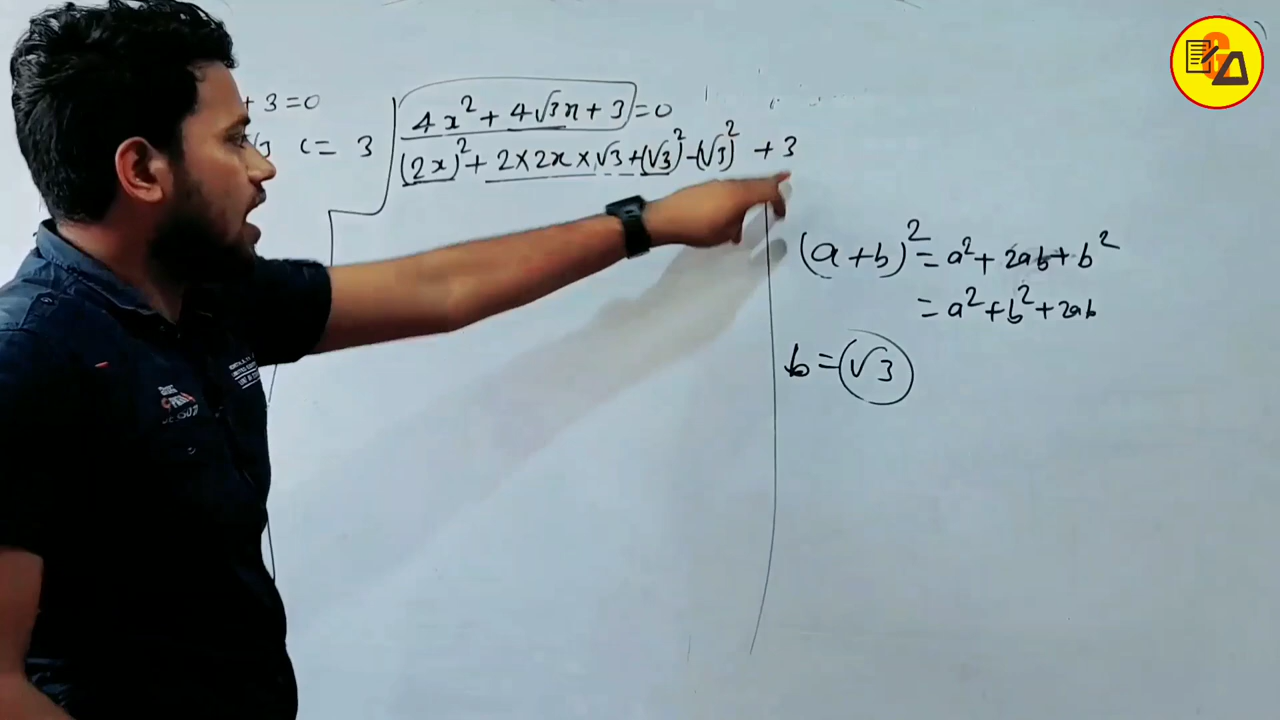 + 3 = 0
c = 3
4x² + 4√3x + 3 = 0
(2x)² + 2×2x×√3 + (√3)² - (√3)² + 3
(a+b)² = a² + 2ab + b²
= a² + b² + 2ab
b = √3